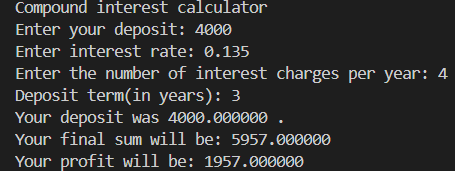 Compound interest calculator
Enter your deposit: 4000
Enter interest rate: 0.135
Enter the number of interest charges per year: 4
Deposit term(in years): 3
Your deposit was 4000.000000 .
Your final sum will be: 5957.000000
Your profit will be: 1957.000000